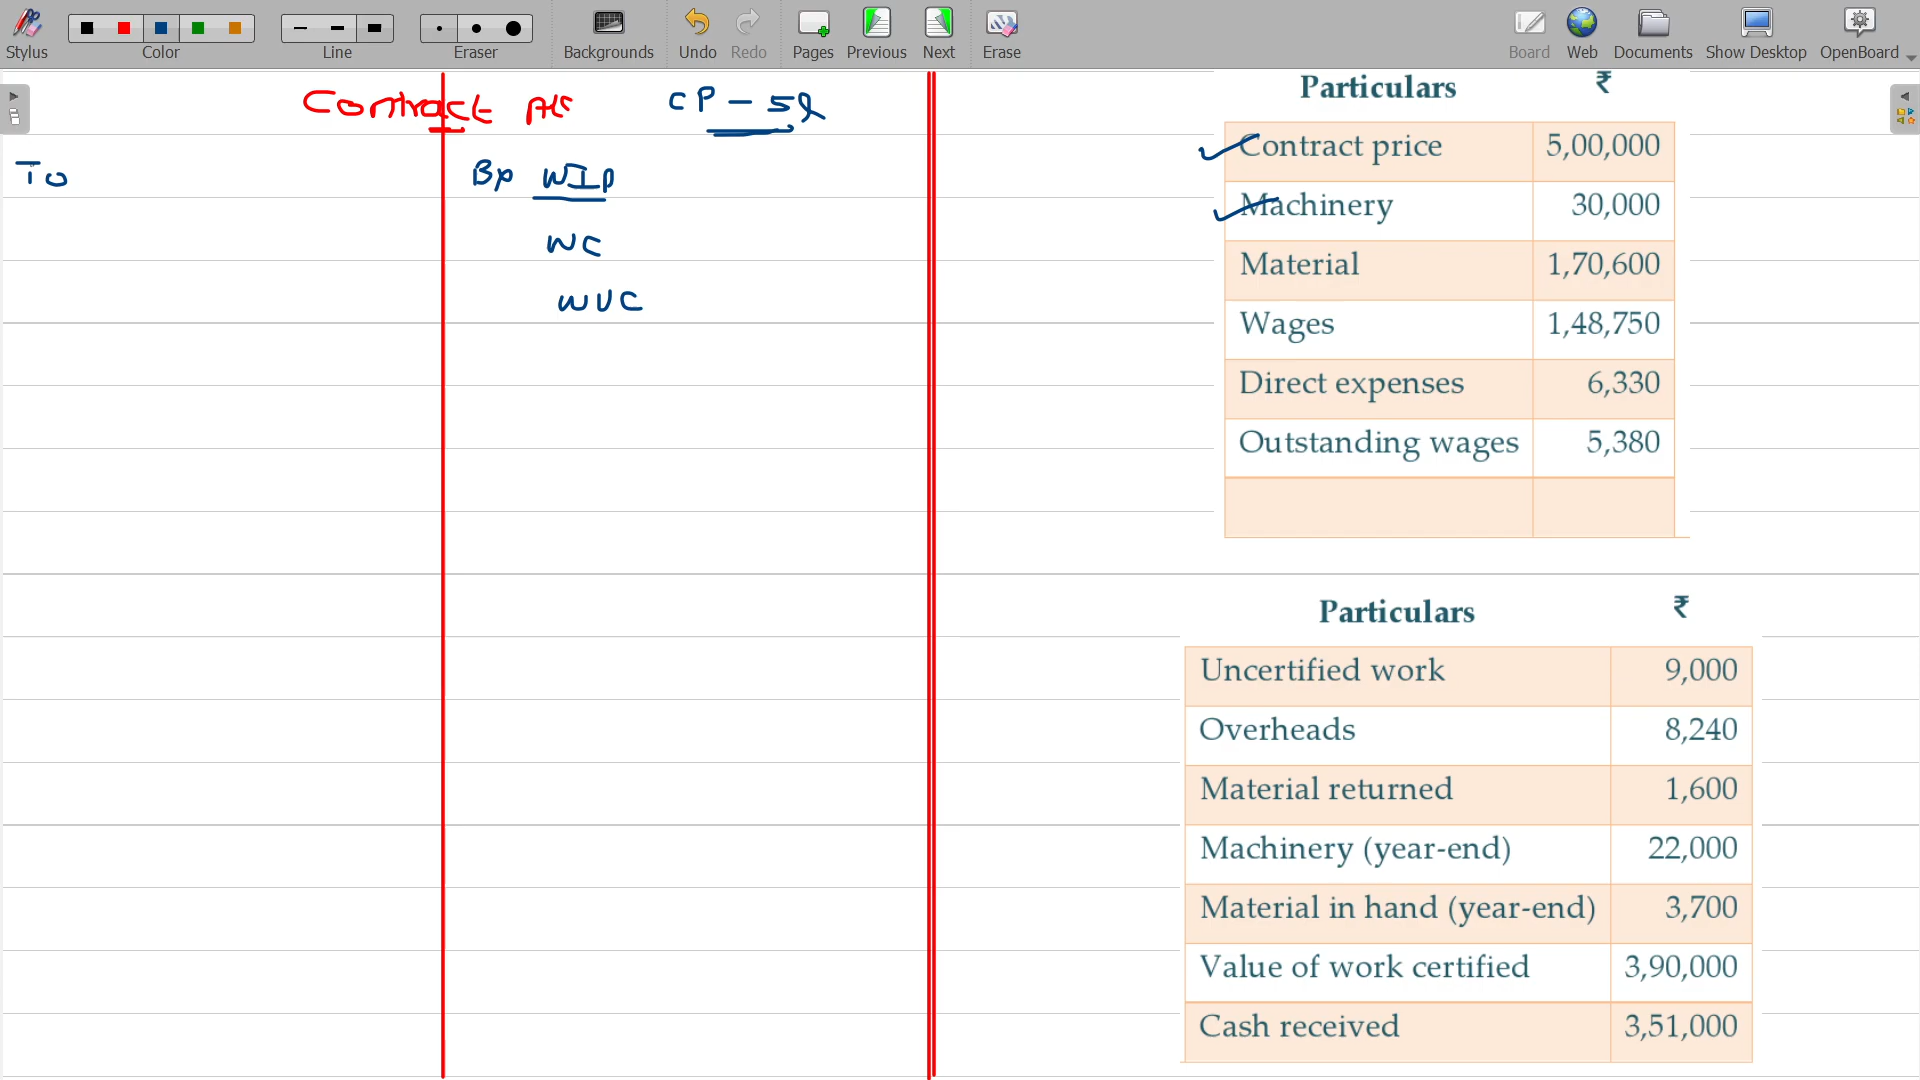 Stylus Color Line Eraser Backgrounds Undo Redo Pages Previous Next Erase Board Web Documents Show Desktop OpenBoard
Contract A/c CP - 5L
To By WIP
WC
WUC
Particulars ₹
Contract price 5,00,000
Machinery 30,000
Material 1,70,600
Wages 1,48,750
Direct expenses 6,330
Outstanding wages 5,380
Particulars ₹
Uncertified work 9,000
Overheads 8,240
Material returned 1,600
Machinery (year-end) 22,000
Material in hand (year-end) 3,700
Value of work certified 3,90,000
Cash received 3,51,000